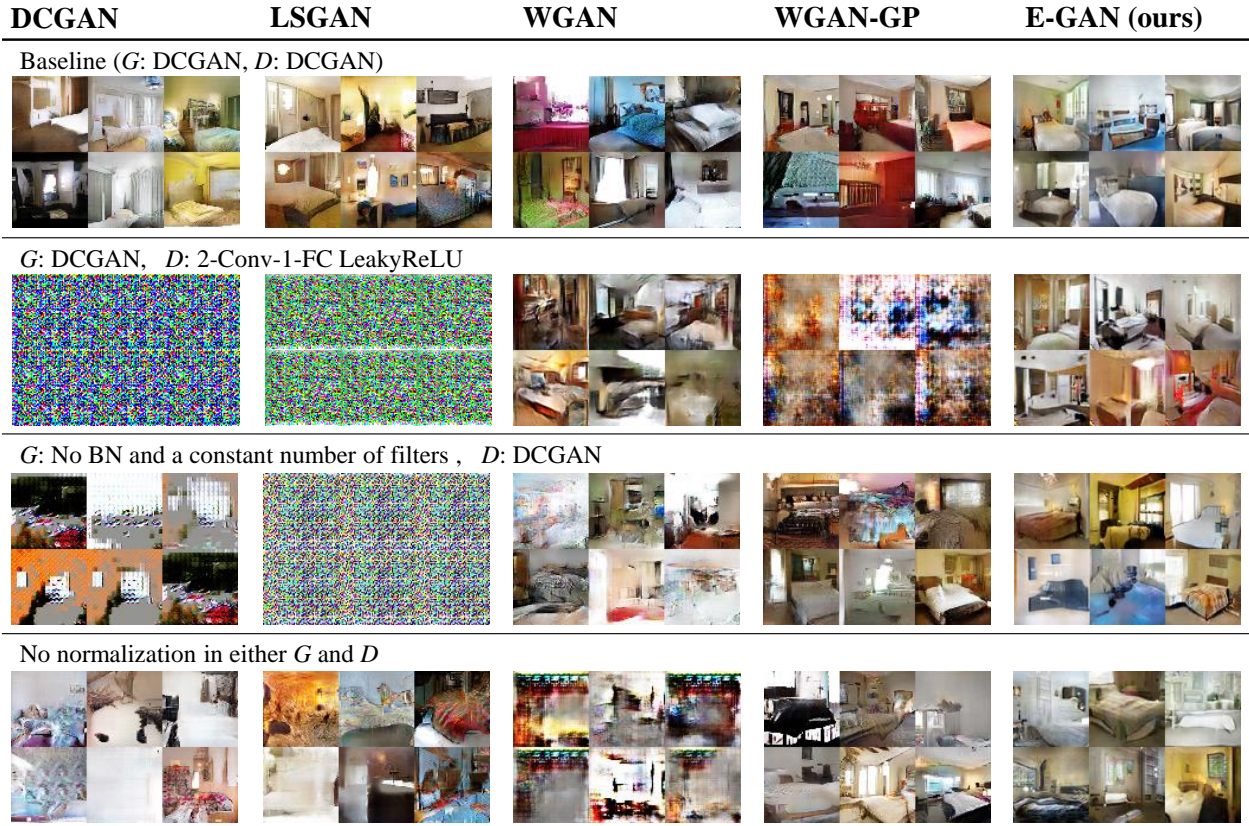 DCGAN LSGAN WGAN WGAN-GP E-GAN (ours)
Baseline (G: DCGAN, D: DCGAN)
G: DCGAN, D: 2-Conv-1-FC LeakyReLU
G: No BN and a constant number of filters , D: DCGAN
No normalization in either G and D